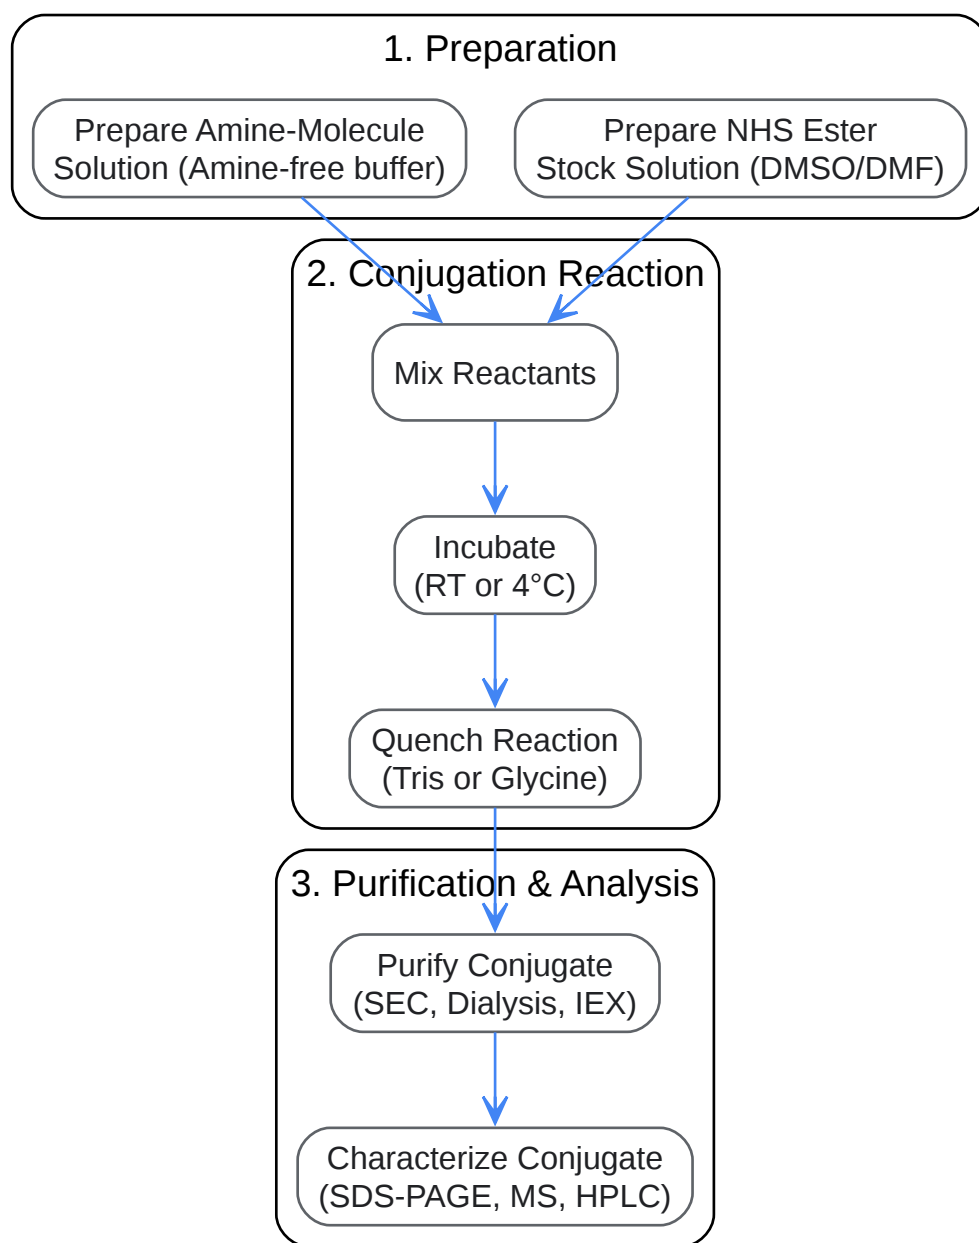 1. Preparation
Prepare Amine-Molecule
Solution (Amine-free buffer)
Prepare NHS Ester
Stock Solution (DMSO/DMF)
2. Conjugation Reaction
Mix Reactants
Incubate
(RT or 4°C)
Quench Reaction
(Tris or Glycine)
3. Purification & Analysis
Purify Conjugate
(SEC, Dialysis, IEX)
Characterize Conjugate
(SDS-PAGE, MS, HPLC)